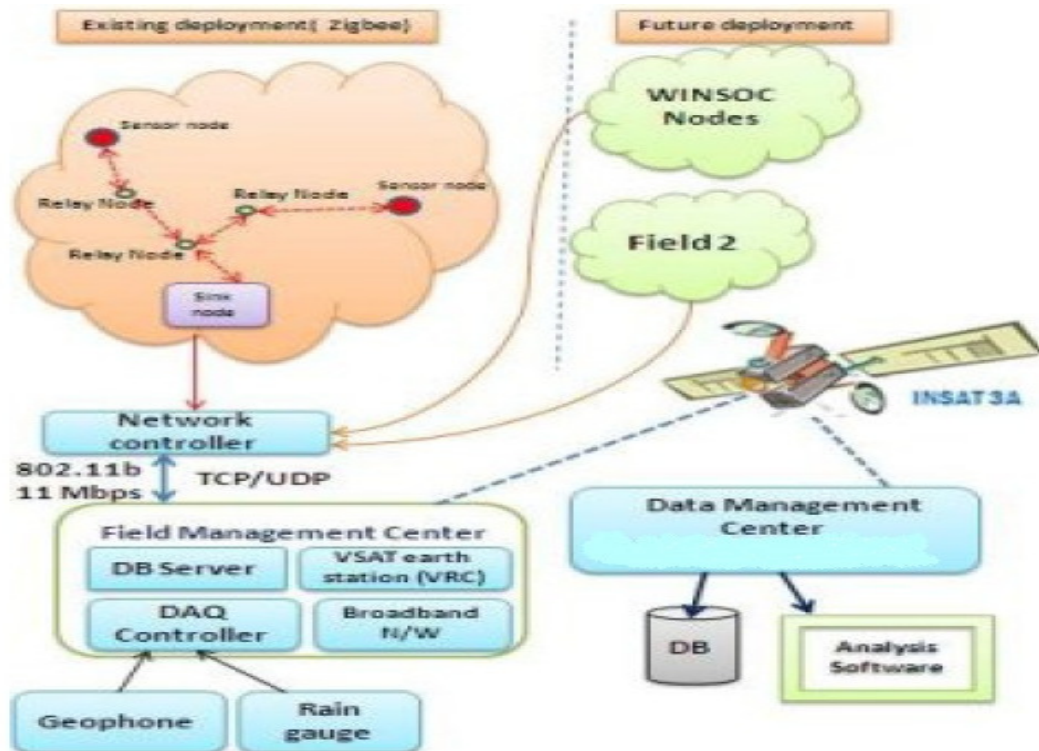 Existing deployment( Zigbee)
Future deployment
Sensor node
Relay Node
Relay Node
Sensor node
Relay Node
Sink
node
WINSOC
Nodes
Field 2
INSAT3A
Network
controller
802.11b
11 Mbps
TCP/UDP
Field Management Center
DB Server
VSAT earth
station (VRC)
DAQ
Controller
Broadband
N/W
Geophone
Rain
gauge
Data Management
Center
DB
Analysis
Software